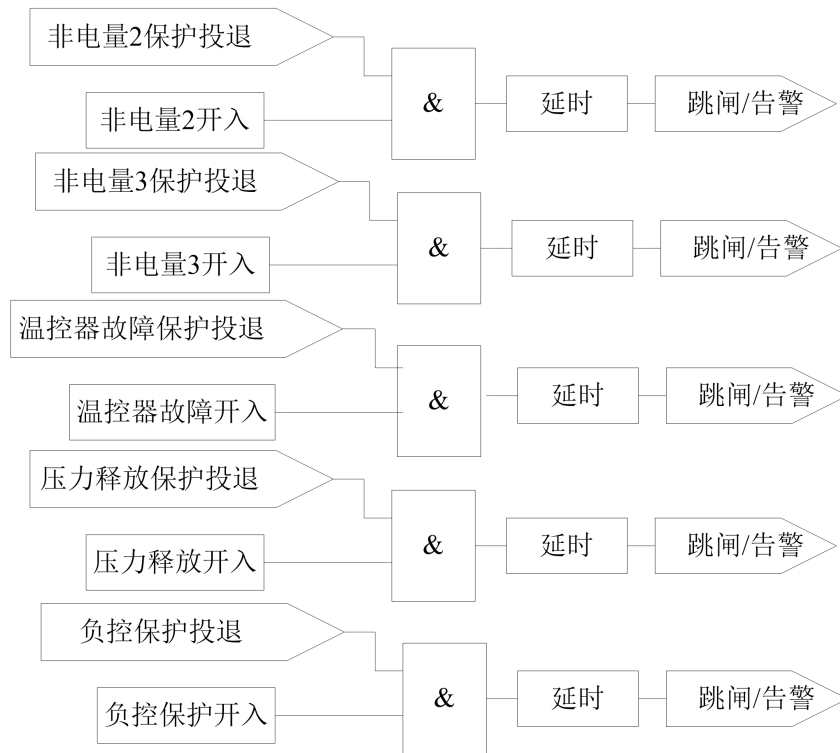 非电量2保护投退
非电量2开入
&
延时
跳闸/告警
非电量3保护投退
非电量3开入
&
延时
跳闸/告警
温控器故障保护投退
温控器故障开入
&
延时
跳闸/告警
压力释放保护投退
压力释放开入
&
延时
跳闸/告警
负控保护投退
负控保护开入
&
延时
跳闸/告警